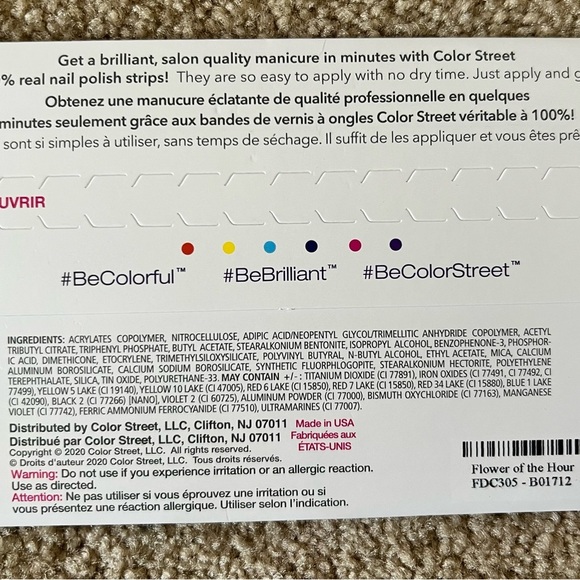 Get a brilliant, salon quality manicure in minutes with Color Street
% real nail polish strips! They are so easy to apply with no dry time. Just apply and g
Obtenez une manucure éclatante de qualité professionnelle en quelques
minutes seulement grâce aux bandes de vernis à ongles Color Street véritable à 100%!
sont si simples à utiliser, sans temps de séchage. Il suffit de les appliquer et vous êtes prê
UVRIR
#BeColorful™ #BeBrilliant™ #BeColorStreet™
INGREDIENTS: ACRYLATES COPOLYMER, NITROCELLULOSE, ADIPIC ACID/NEOPENTYL GLYCOL/TRIMELLITIC ANHYDRIDE COPOLYMER, ACETYL
TRIBUTYL CITRATE, TRIPHENYL PHOSPHATE, BUTYL ACETATE, STEARALKONIUM BENTONITE, ISOPROPYL ALCOHOL, BENZOPHENONE-3, PHOSPHOR-
IC ACID, DIMETHICONE, ETOCRYLENE, TRIMETHYLSILOXYSILICATE, POLYVINYL BUTYRAL, N-BUTYL ALCOHOL, ETHYL ACETATE, MICA, CALCIUM
ALUMINUM BOROSILICATE, CALCIUM SODIUM BOROSILICATE, SYNTHETIC FLUORPHLOGOPITE, STEARALKONIUM HECTORITE, POLYETHYLENE
TEREPHTHALATE, SILICA, TIN OXIDE, POLYURETHANE-33. MAY CONTAIN +/-: TITANIUM DIOXIDE (CI 77891), IRON OXIDES (CI 77491, CI 77492, CI
77499), YELLOW 5 LAKE (CI 19140), YELLOW 10 LAKE (CI 47005), RED 6 LAKE (CI 15850), RED 7 LAKE (CI 15850), RED 34 LAKE (CI 15880), BLUE 1 LAKE
(CI 42090), BLACK 2 (CI 77266) [NANO], VIOLET 2 (CI 60725), ALUMINUM POWDER (CI 77000), BISMUTH OXYCHLORIDE (CI 77163), MANGANESE
VIOLET (CI 77742), FERRIC AMMONIUM FERROCYANIDE (CI 77510), ULTRAMARINES (CI 77007).
Distributed by Color Street, LLC, Clifton, NJ 07011 Made in USA
Distribué par Color Street, LLC, Clifton, NJ 07011 Fabriquées aux
ÉTATS-UNIS
Copyright © 2020 Color Street, LLC. All rights reserved.
© Droits d'auteur 2020 Color Street, LLC. Tous droits réservés.
Warning: Do not use if you experience irritation or an allergic reaction.
Use as directed.
Attention: Ne pas utiliser si vous éprouvez une irritation ou si
vous présentez une réaction allergique. Utiliser selon l'indication.
Flower of the Hour
FDC305 - B01712